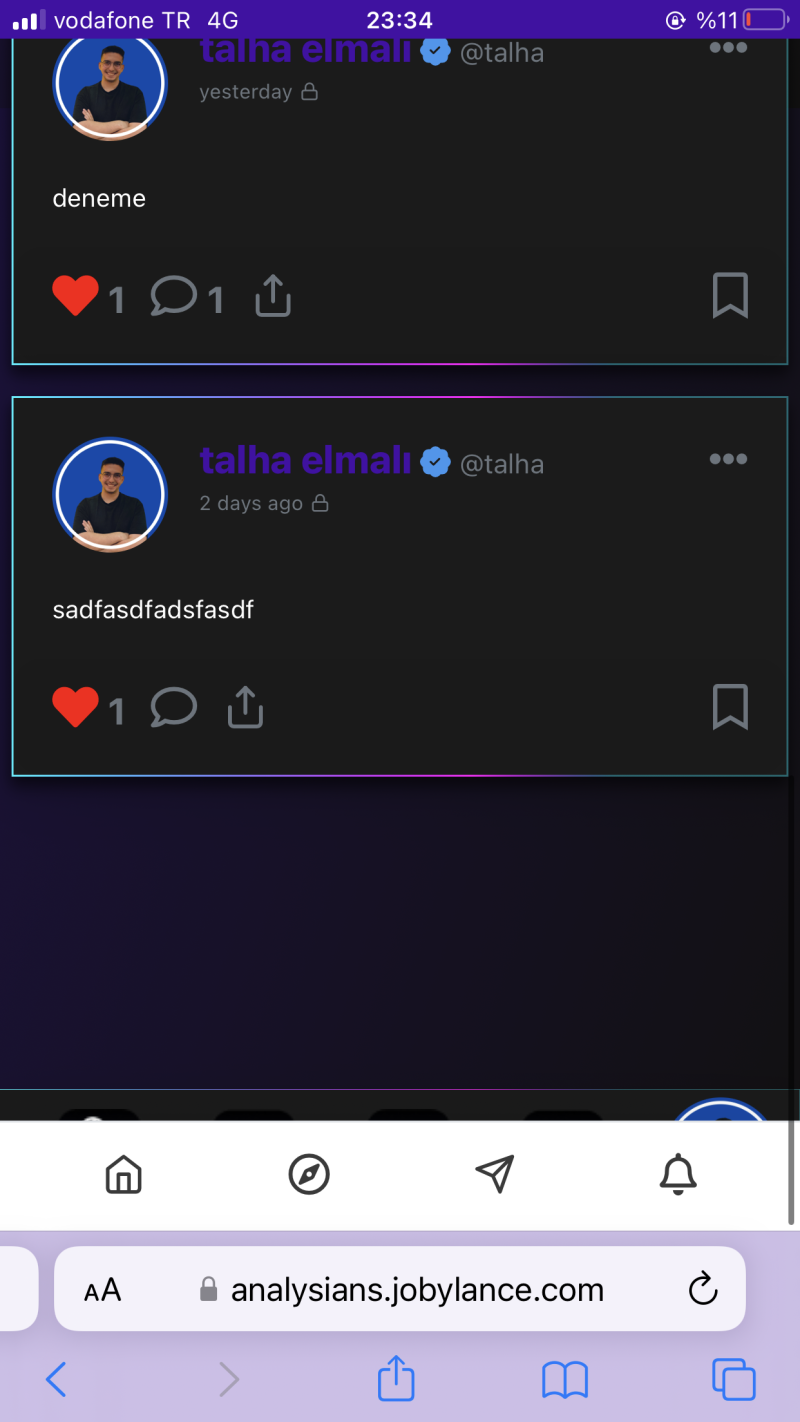 vodafone TR 4G 23:34 %11
talha elmalı @talha
yesterday
deneme
1 1
talha elmalı @talha
2 days ago
sadfasdfadsfasdf
1
AA analysians.jobylance.com